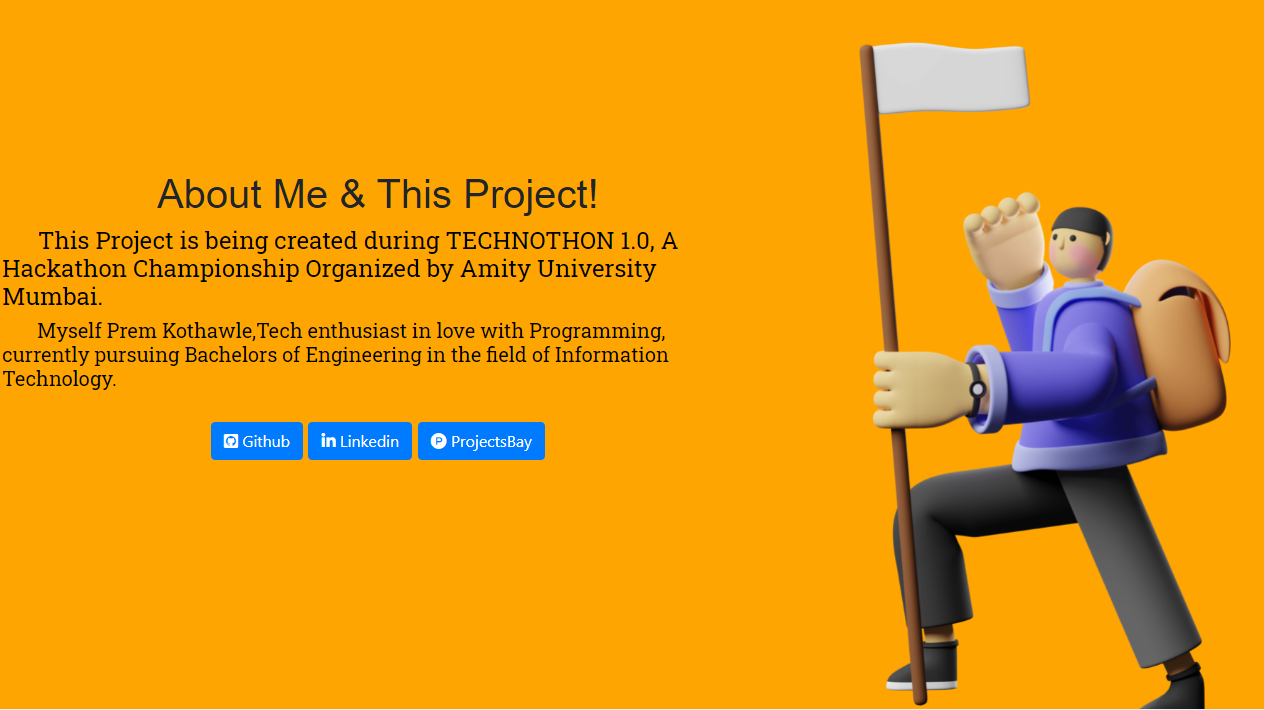 About Me & This Project!
This Project is being created during TECHNOTHON 1.0, A
Hackathon Championship Organized by Amity University
Mumbai.
Myself Prem Kothawle,Tech enthusiast in love with Programming,
currently pursuing Bachelors of Engineering in the field of Information
Technology.
Github Linkedin ProjectsBay